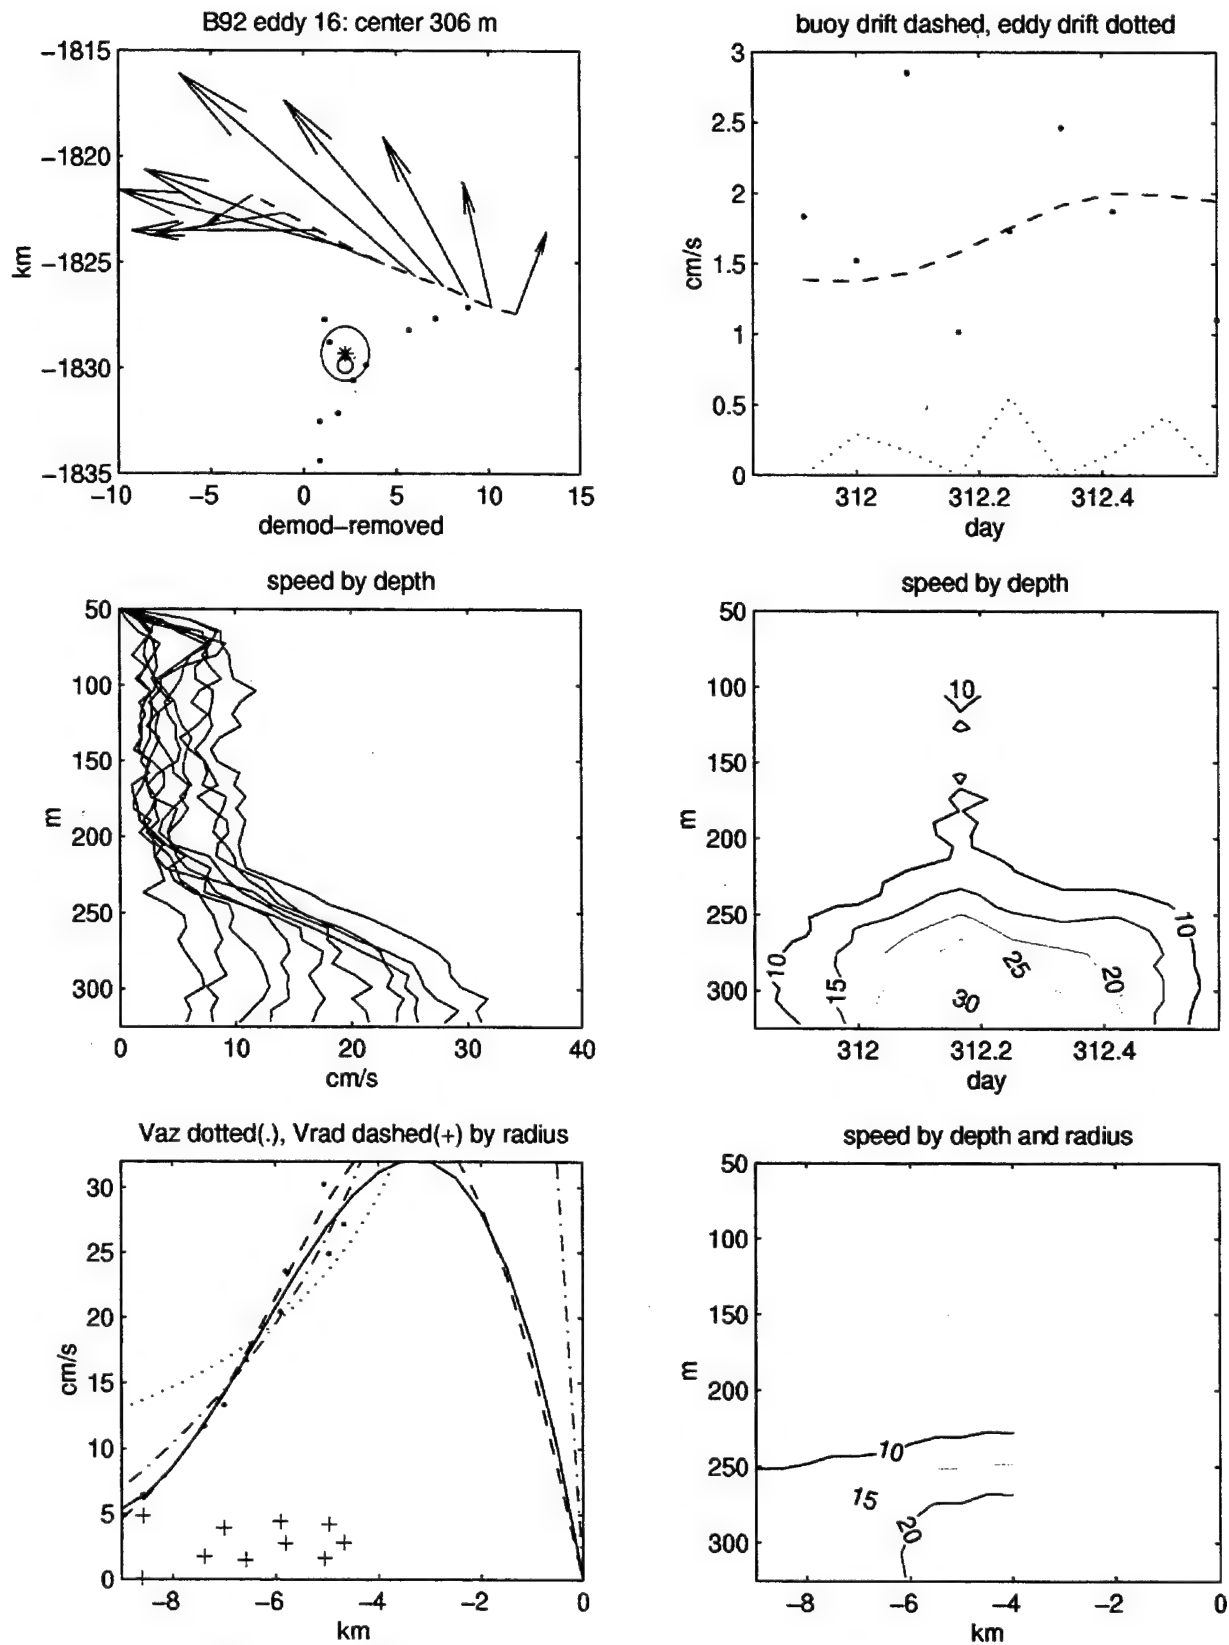 B92 eddy 16: center 306 m
−1815
−1820
−1825
−1830
−1835
km
−10 −5 0 5 10 15
demod−removed
buoy drift dashed, eddy drift dotted
3
2.5
2
1.5
1
0.5
0
cm/s
312 312.2 312.4
day
speed by depth
50
100
150
200
250
300
m
0 10 20 30 40
cm/s
speed by depth
50
100
150
200
250
300
m
10
10
10
15
25
20
30
312 312.2 312.4
day
Vaz dotted(.), Vrad dashed(+) by radius
30
25
20
15
10
5
0
cm/s
−8 −6 −4 −2 0
km
speed by depth and radius
50
100
150
200
250
300
m
10
15
20
−8 −6 −4 −2 0
km